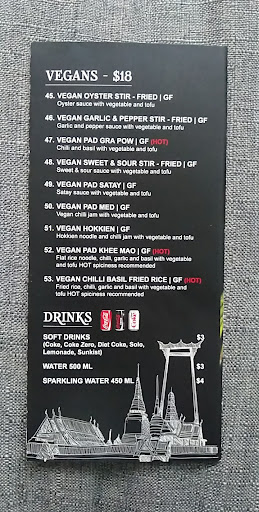 VEGANS - $18
45. VEGAN OYSTER STIR - FRIED | GF
Oyster sauce with vegetable and tofu
46. VEGAN GARLIC & PEPPER STIR - FRIED | GF
Garlic and pepper sauce with vegetable and tofu
47. VEGAN PAD GRA POW | GF (HOT)
Chilli and basil with vegetable and tofu
48. VEGAN SWEET & SOUR STIR - FRIED | GF
Sweet & sour sauce with vegetable and tofu
49. VEGAN PAD SATAY | GF
Satay sauce with vegetable and tofu
50. VEGAN PAD MED | GF
Vegan chilli jam with vegetable and tofu
51. VEGAN HOKKIEN | GF
Hokkien noodle and chilli jam with vegetable and tofu
52. VEGAN PAD KHEE MAO | GF (HOT)
Flat rice noodle, chilli, garlic and basil with vegetable
and tofu HOT spiciness recommended
53. VEGAN CHILLI BASIL FRIED RICE | GF (HOT)
Fried rice, chilli, garlic and basil with vegetable and
tofu HOT spiciness recommended
DRINKS
SOFT DRINKS $3
(Coke, Coke Zero, Diet Coke, Solo,
Lemonade, Sunkist)
WATER 500 ML $3
SPARKLING WATER 450 ML $4